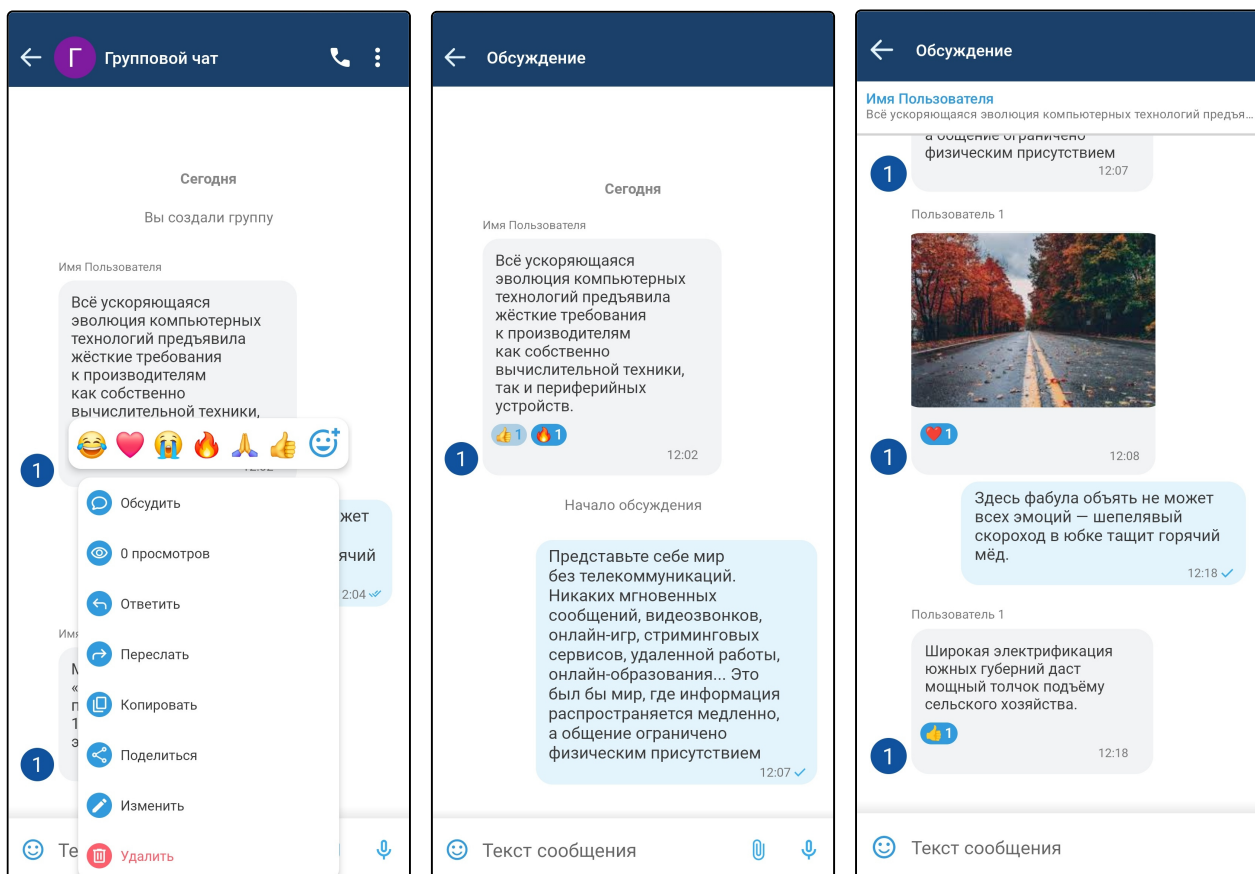 Г
Групповой чат
Сегодня
Вы создали группу
Имя Пользователя
Всё ускоряющаяся
эволюция компьютерных
технологий предъявила
жёсткие требования
к производителям
как собственно
вычислительной техники,
1
Обсудить
жет
0 просмотров
ячий
Ответить
2:04
Переслать
Копировать
Поделиться
1
Изменить
Удалить
Обсуждение
Сегодня
Имя Пользователя
Всё ускоряющаяся
эволюция компьютерных
технологий предъявила
жёсткие требования
к производителям
как собственно
вычислительной техники,
так и периферийных
устройств.
1 1
1
12:02
Начало обсуждения
Представьте себе мир
без телекоммуникаций.
Никаких мгновенных
сообщений, видеозвонков,
онлайн-игр, стриминговых
сервисов, удаленной работы,
онлайн-образования... Это
был бы мир, где информация
распространяется медленно,
а общение ограничено
физическим присутствием
12:07
Текст сообщения
Обсуждение
Имя Пользователя
Всё ускоряющаяся эволюция компьютерных технологий предъя...
а общение ограничено
физическим присутствием
1
12:07
Пользователь 1
1
1
12:08
Здесь фабула объять не может
всех эмоций — шепелявый
скороход в юбке тащит горячий
мёд.
12:18
Пользователь 1
Широкая электрификация
южных губерний даст
мощный толчок подъёму
сельского хозяйства.
1
1
12:18
Текст сообщения